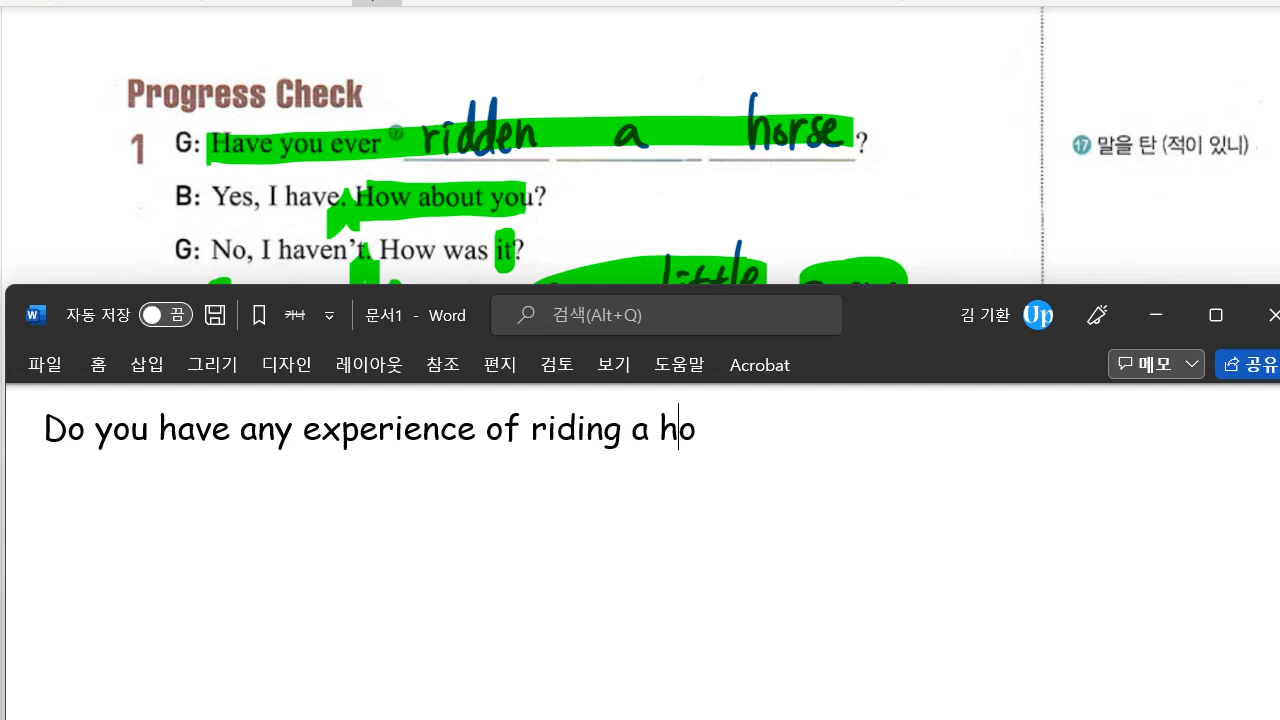 Progress Check
1 G: Have you ever ⑰ ridden a horse ?
⑰ 말을 탄 (적이 있니)
B: Yes, I have. How about you?
G: No, I haven't. How was it?
little
자동 저장 끔 가나 문서1 - Word 검색(Alt+Q) 김 기환 Up
파일 홈 삽입 그리기 디자인 레이아웃 참조 편지 검토 보기 도움말 Acrobat 메모 공유
Do you have any experience of riding a ho